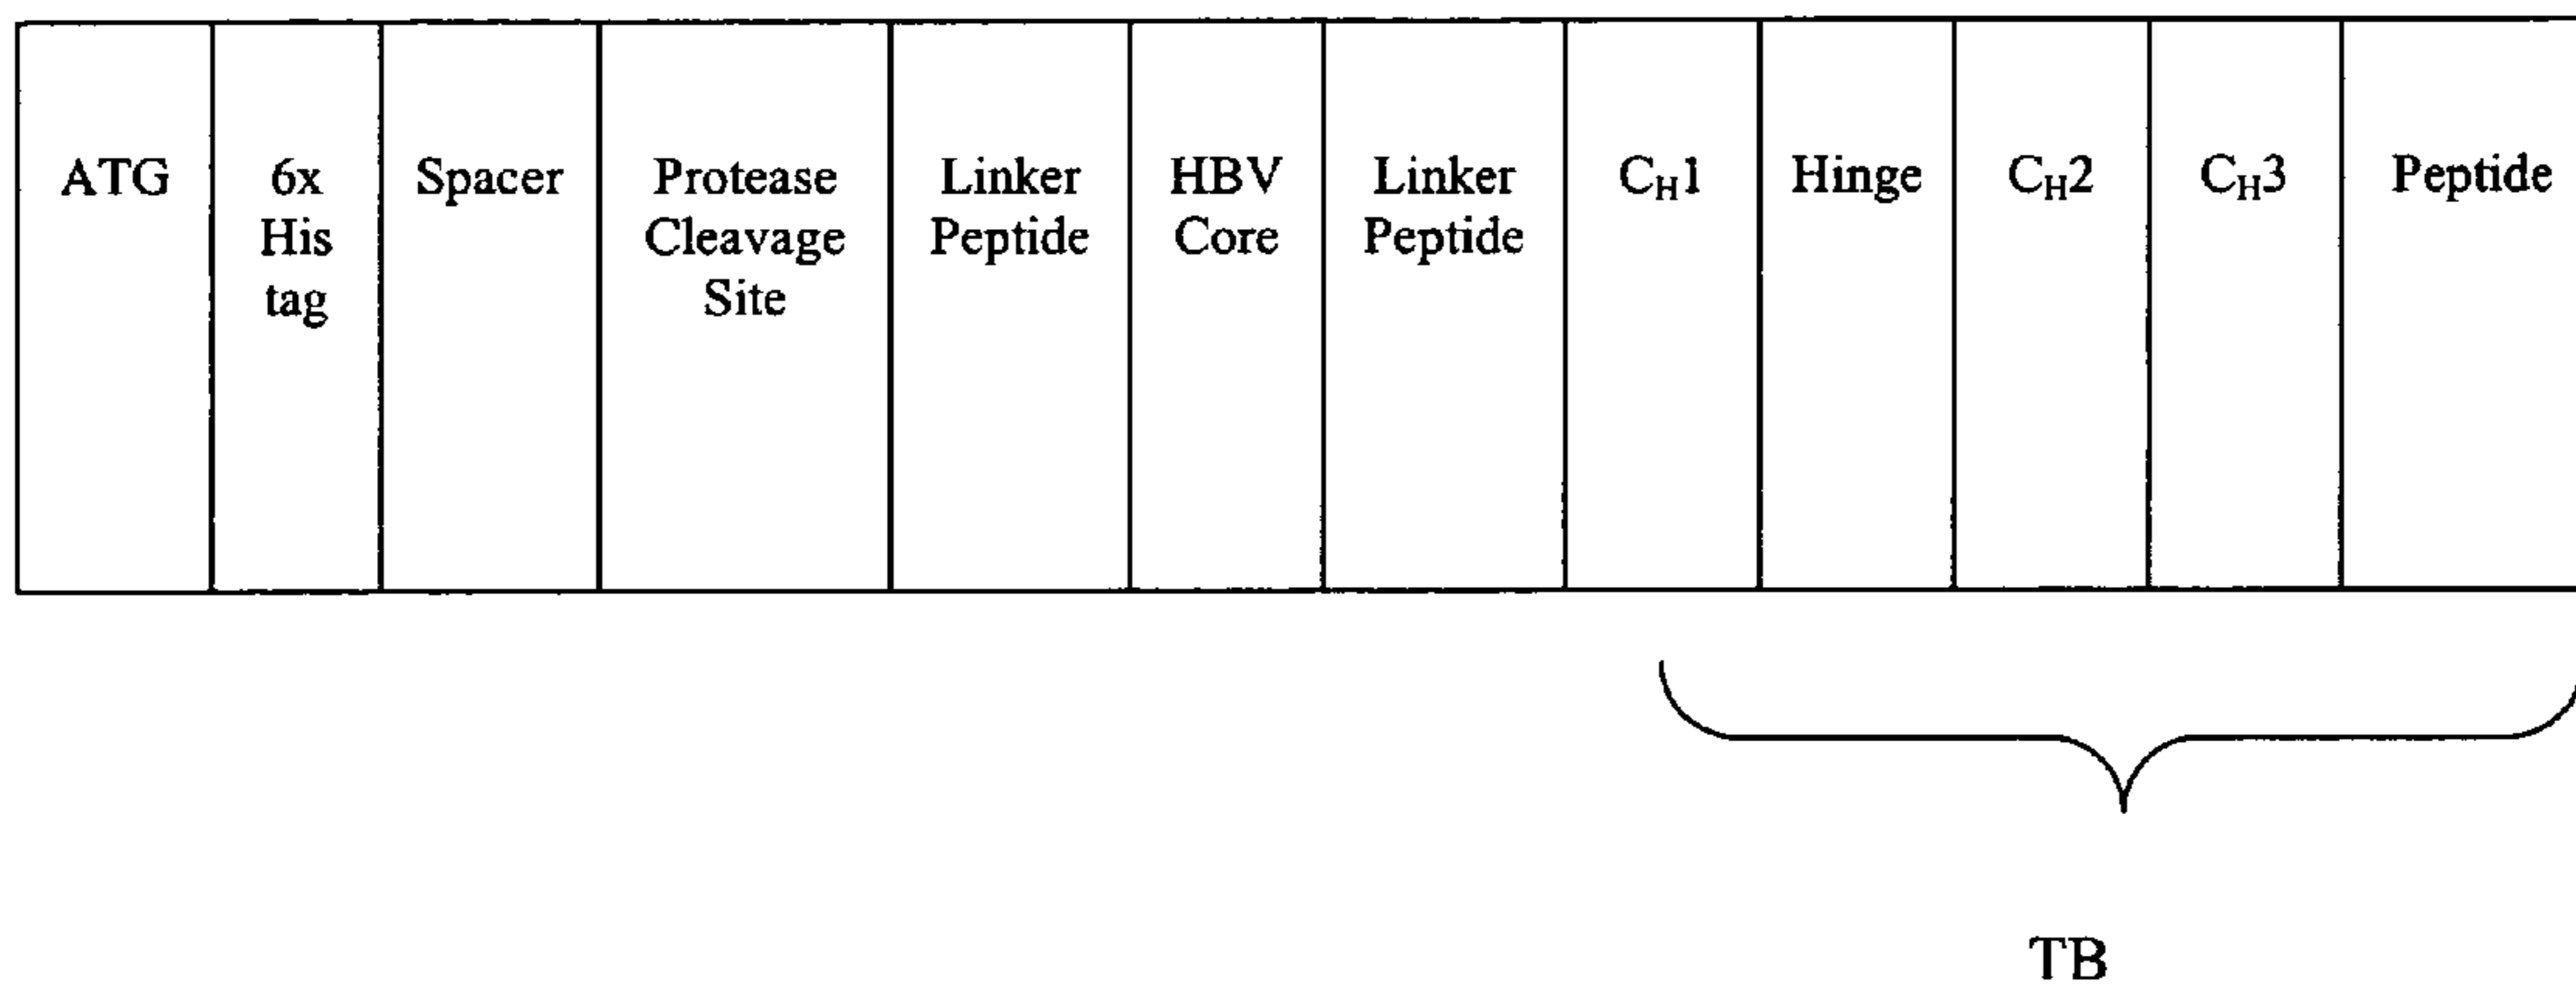 ATG
6x
His
tag
Spacer
Protease
Cleavage
Site
Linker
Peptide
HBV
Core
Linker
Peptide
CH1
Hinge
CH2
CH3
Peptide
TB